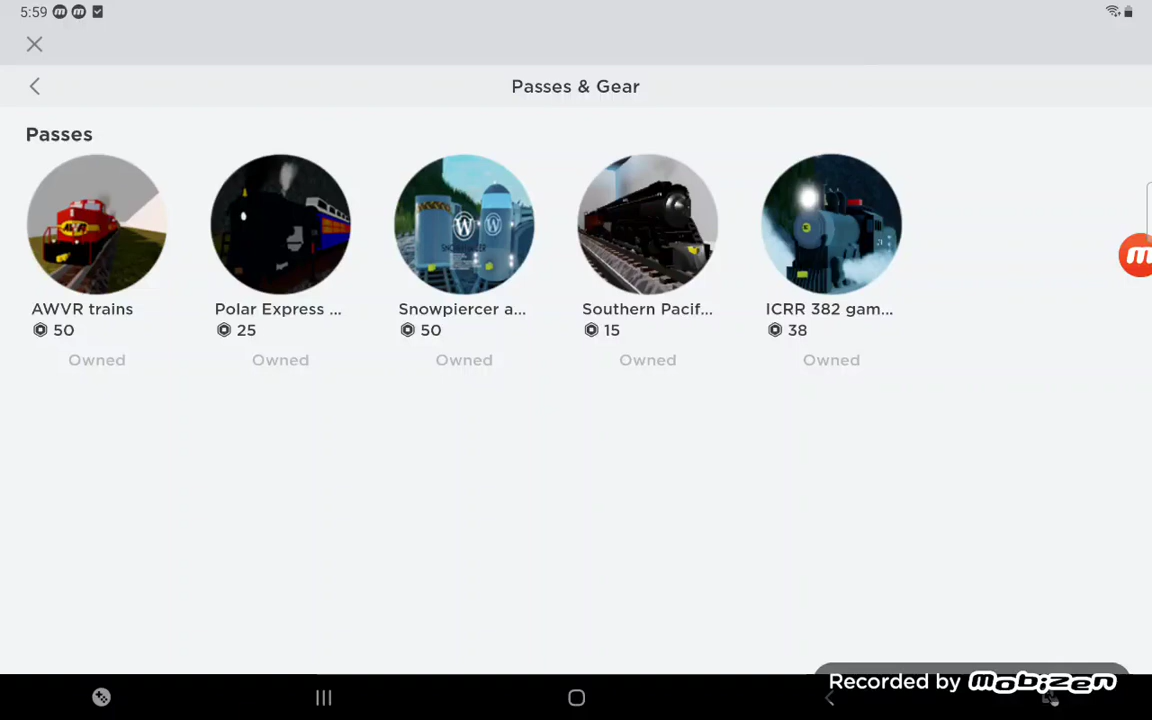 5:59
Passes & Gear
Passes
AWVR trains
50
Owned
Polar Express ...
25
Owned
Snowpiercer a...
50
Owned
Southern Pacif...
15
Owned
ICRR 382 gam...
38
Owned
Recorded by mobizen